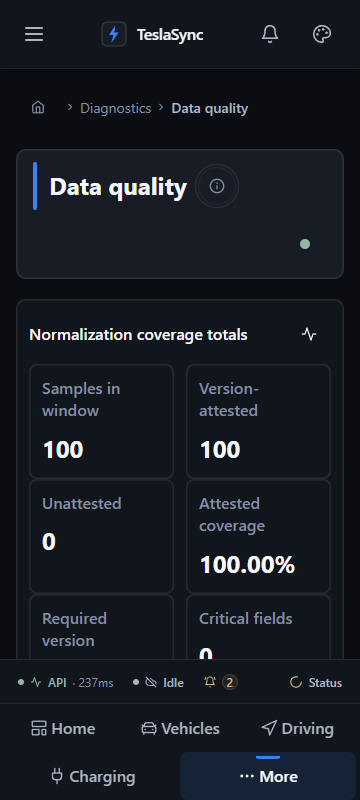 TeslaSync
Diagnostics
Data quality
Data quality
Normalization coverage totals
Samples in
window
100
Version-
attested
100
Unattested
0
Attested
coverage
100.00%
Required
version
Critical fields
0
API · 237ms
Idle
2
Status
Home
Vehicles
Driving
Charging
More